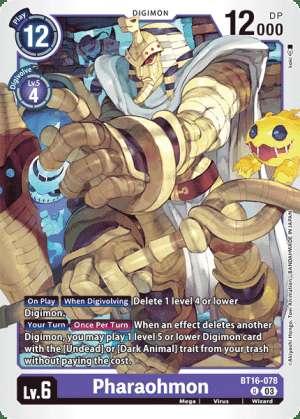 DIGIMON
Play
12
12000
DP
Digivolve
Lv.5
4
On Play When Digivolving Delete 1 level 4 or lower
Digimon.
Your Turn Once Per Turn When an effect deletes another
Digimon, you may play 1 level 5 or lower Digimon card
with the [Undead] or [Dark Animal] trait from your trash
without paying the cost.
BT16-078
Lv.6
Pharaohmon
R 03
Mega Virus Wizard